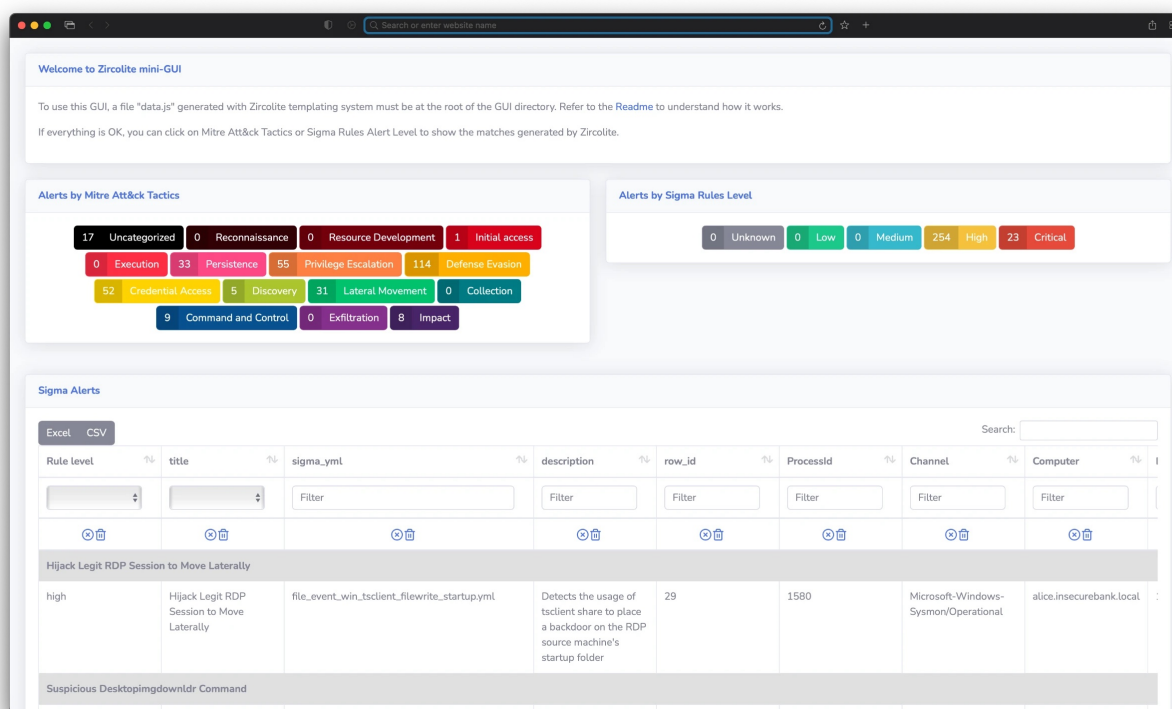 Search or enter website name
Welcome to Zircolite mini-GUI
To use this GUI, a file "data.js" generated with Zircolite templating system must be at the root of the GUI directory. Refer to the Readme to understand how it works.
If everything is OK, you can click on Mitre Att&ck Tactics or Sigma Rules Alert Level to show the matches generated by Zircolite.
Alerts by Mitre Att&ck Tactics
17 Uncategorized 0 Reconnaissance 0 Resource Development 1 Initial access
0 Execution 33 Persistence 55 Privilege Escalation 114 Defense Evasion
52 Credential Access 5 Discovery 31 Lateral Movement 0 Collection
9 Command and Control 0 Exfiltration 8 Impact
Alerts by Sigma Rules Level
0 Unknown 0 Low 0 Medium 254 High 23 Critical
Sigma Alerts
Excel CSV
Search:
Rule level title sigma_yml description row_id ProcessId Channel Computer
Filter Filter Filter Filter Filter Filter
Hijack Legit RDP Session to Move Laterally
high
Hijack Legit RDP
Session to Move
Laterally
file_event_win_tsclient_filewrite_startup.yml
Detects the usage of
tsclient share to place
a backdoor on the RDP
source machine's
startup folder
29
1580
Microsoft-Windows-
Sysmon/Operational
alice.insecurebank.local
Suspicious Desktopimgdownldr Command